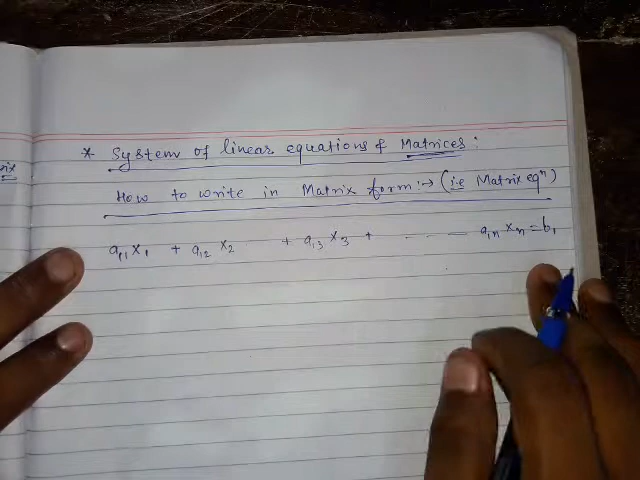 * System of linear equations & Matrices:
How to write in Matrix form:→ (i.e Matrix eqⁿ)
a₁₁x₁ + a₁₂x₂ + a₁₃x₃ + ... a₁ₙxₙ = b₁